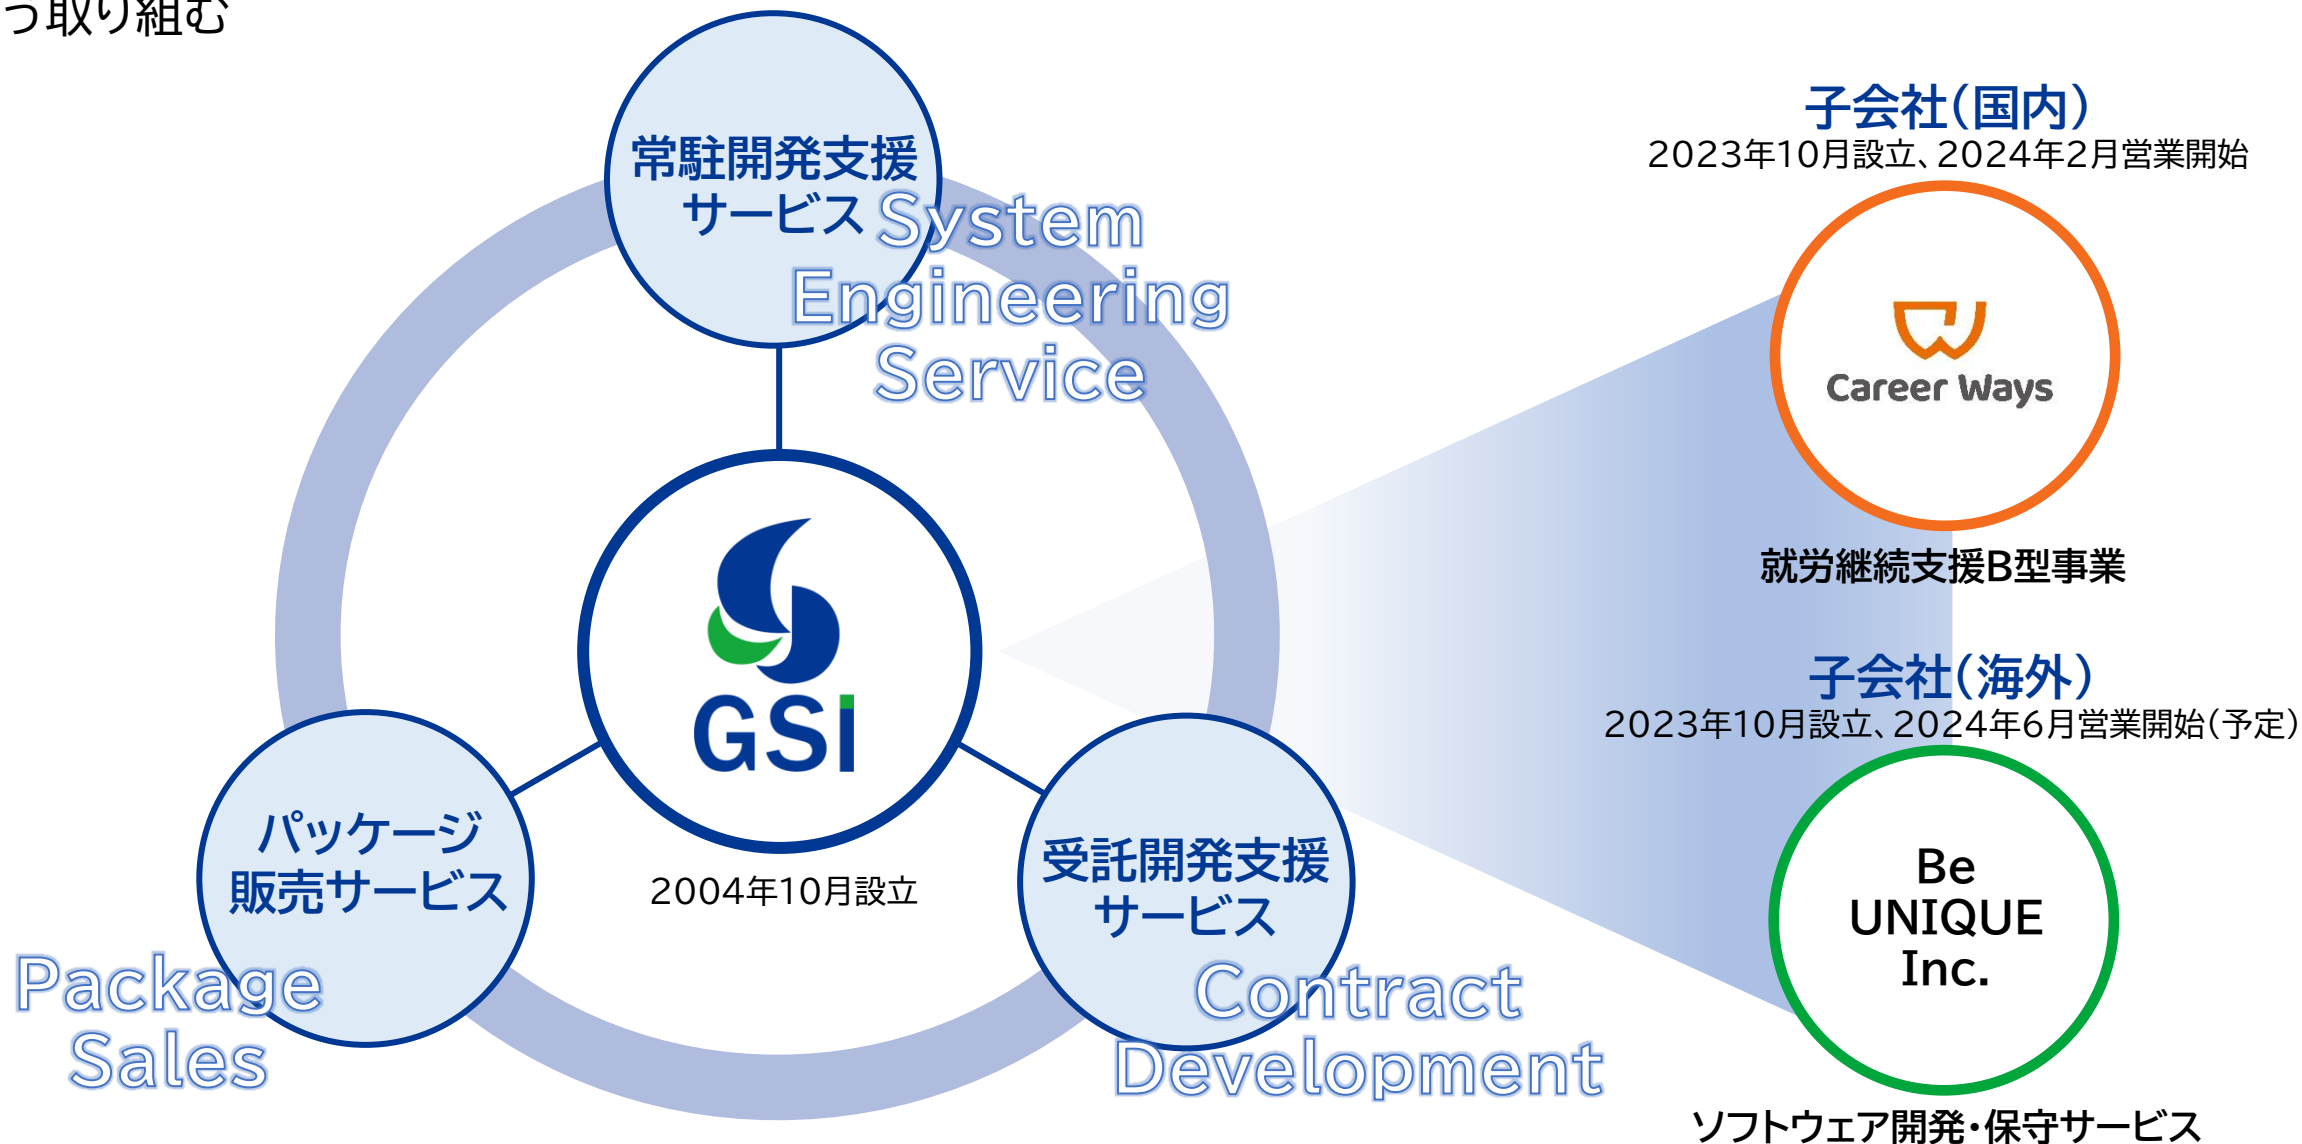 う取り組む
常駐開発支援
サービス
System
Engineering
Service
GSi
2004年10月設立
パッケージ
販売サービス
Package
Sales
受託開発支援
サービス
Contract
Development
子会社(国内)
2023年10月設立、2024年2月営業開始
Career Ways
就労継続支援B型事業
子会社(海外)
2023年10月設立、2024年6月営業開始(予定)
Be
UNIQUE
Inc.
ソフトウェア開発・保守サービス